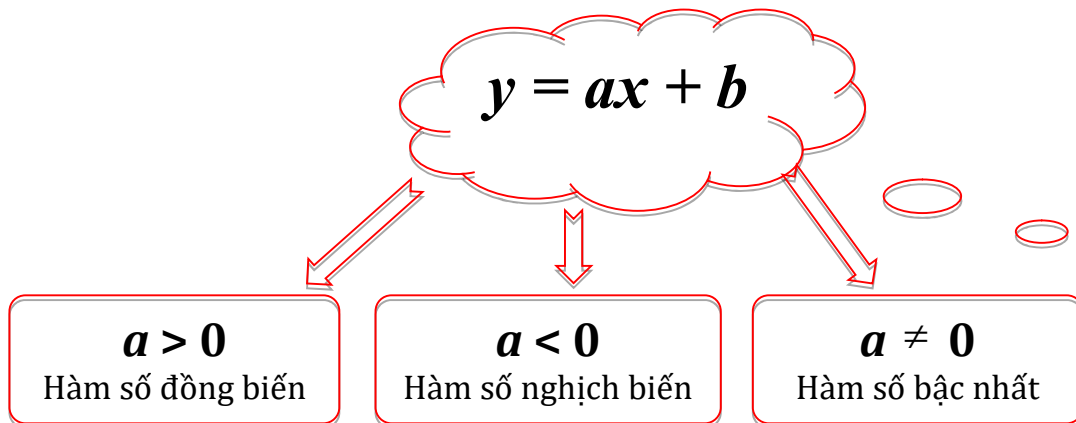 y = ax + b
a > 0
Hàm số đồng biến
a < 0
Hàm số nghịch biến
a ≠ 0
Hàm số bậc nhất